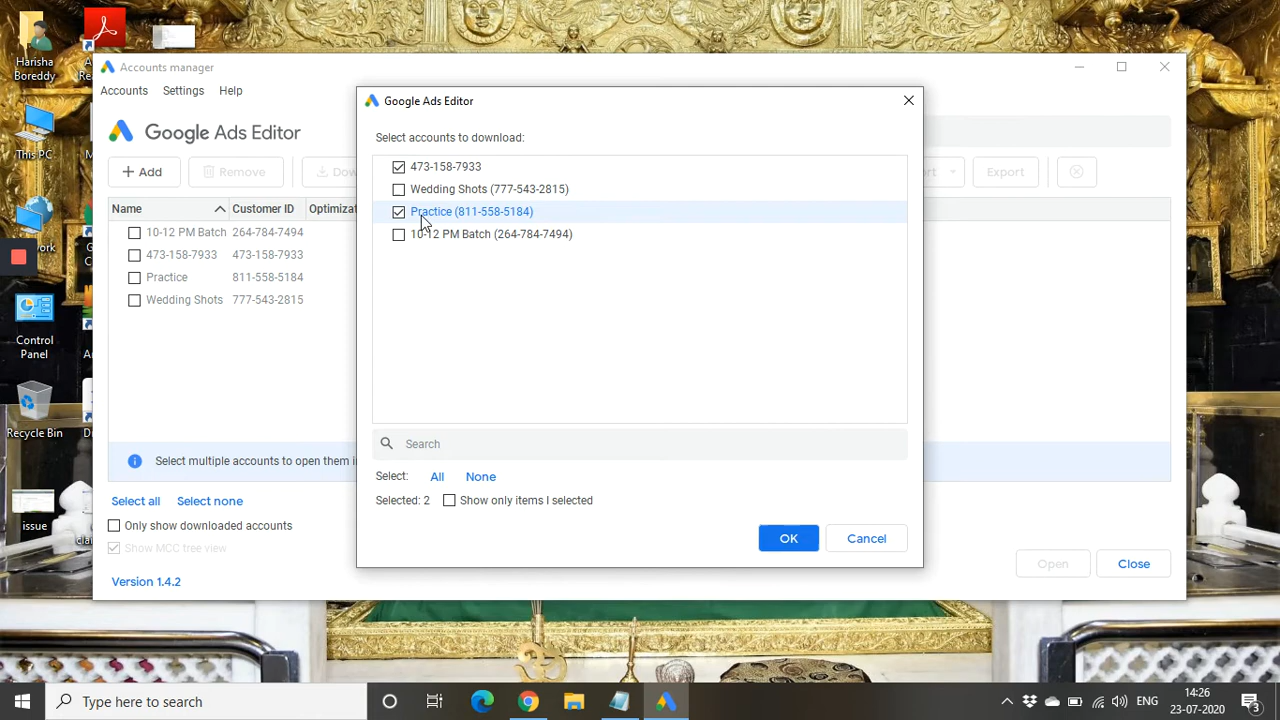 Harisha
Boreddy
Accounts manager
Accounts Settings Help
Google Ads Editor
Add
Remove
Export
Name
Customer ID
10-12 PM Batch 264-784-7494
473-158-7933 473-158-7933
Practice 811-558-5184
Wedding Shots 777-543-2815
Select multiple accounts to open them
Select all Select none
Only show downloaded accounts
Show MCC tree view
Version 1.4.2
Open
Close
Google Ads Editor
Select accounts to download:
473-158-7933
Wedding Shots (777-543-2815)
Practice (811-558-5184)
10-12 PM Batch (264-784-7494)
Search
Select: All None
Selected: 2 Show only items I selected
OK
Cancel
This PC
Control
Panel
Recycle Bin
issue
Type here to search
ENG
14:26
23-07-2020
3